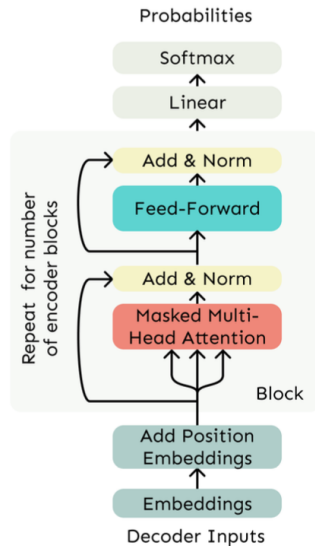 Probabilities
Softmax
Linear
Add & Norm
Feed-Forward
Add & Norm
Masked Multi-
Head Attention
Repeat for number
of encoder blocks
Block
Add Position
Embeddings
Embeddings
Decoder Inputs